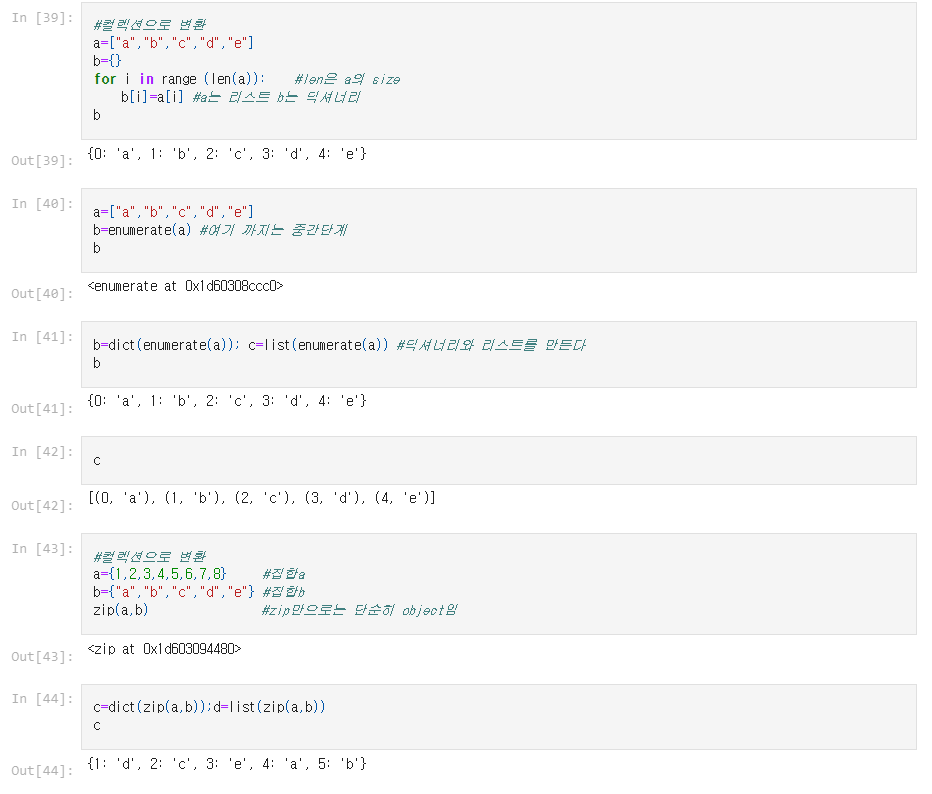 In [39]:
#컬렉션으로 변환
a=["a","b","c","d","e"]
b={}
for i in range (len(a)):    #len은 a의 size
    b[i]=a[i] #a는 리스트 b는 딕셔너리
b
Out[39]:
{0: 'a', 1: 'b', 2: 'c', 3: 'd', 4: 'e'}
In [40]:
a=["a","b","c","d","e"]
b=enumerate(a) #여기 까지는 중간단계
b
Out[40]:
<enumerate at 0x1d60308ccc0>
In [41]:
b=dict(enumerate(a)); c=list(enumerate(a)) #딕셔너리와 리스트를 만든다
b
Out[41]:
{0: 'a', 1: 'b', 2: 'c', 3: 'd', 4: 'e'}
In [42]:
c
Out[42]:
[(0, 'a'), (1, 'b'), (2, 'c'), (3, 'd'), (4, 'e')]
In [43]:
#컬렉션으로 변환
a={1,2,3,4,5,6,7,8}     #집합a
b={"a","b","c","d","e"} #집합b
zip(a,b)                #zip만으로는 단순히 object임
Out[43]:
<zip at 0x1d603094480>
In [44]:
c=dict(zip(a,b));d=list(zip(a,b))
c
Out[44]:
{1: 'd', 2: 'c', 3: 'e', 4: 'a', 5: 'b'}